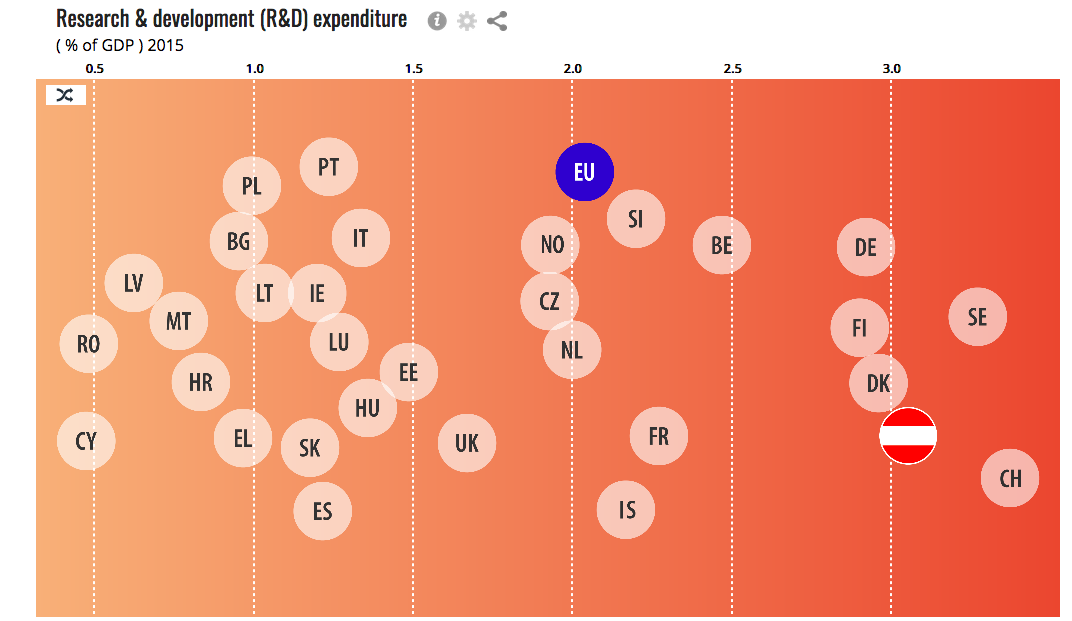 Research & development (R&D) expenditure
( % of GDP ) 2015
0.5 1.0 1.5 2.0 2.5 3.0
PT
EU
PL
SI
IT
BG
NO
BE
DE
LV
LT
IE
CZ
SE
MT
FI
LU
RO
NL
EE
HR
DK
HU
FR
EL
CY
UK
SK
CH
IS
ES